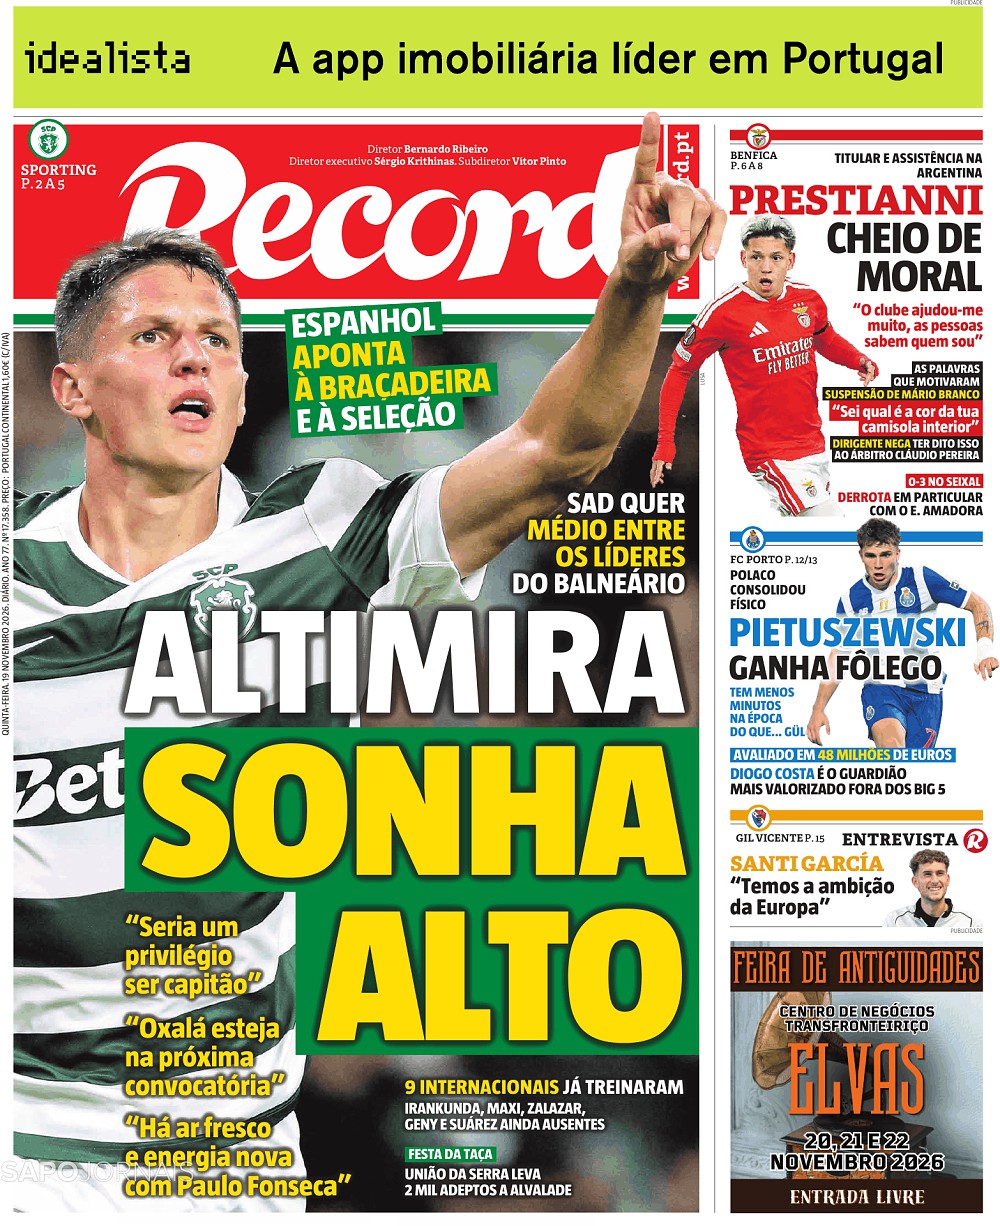 PUBLICIDADE
idealista
A app imobiliária líder em Portugal
SCP
SPORTING
P. 2 A 5
Diretor Bernardo Ribeiro
Diretor executivo Sérgio Krithinas. Subdiretor Vítor Pinto
Record
ESPANHOL
APONTA
À BRAÇADEIRA
E À SELEÇÃO
SAD QUER
MÉDIO ENTRE
OS LÍDERES
DO BALNEÁRIO
SCP
ALTIMIRA
SONHA
ALTO
Bet
“Seria um
privilégio
ser capitão”
“Oxalá esteja
na próxima
convocatória”
“Há ar fresco
e energia nova
com Paulo Fonseca”
9 INTERNACIONAIS JÁ TREINARAM
IRANKUNDA, MAXI, ZALAZAR,
GENY E SUÁREZ AINDA AUSENTES
FESTA DA TAÇA
UNIÃO DA SERRA LEVA
2 MIL ADEPTOS A ALVALADE
SAPOJORNAIS
QUINTA-FEIRA. 19 NOVEMBRO 2026. DIÁRIO. ANO 77. Nº 17.358. PREÇO: PORTUGAL CONTINENTAL 1,60€ (C/IVA)
LUSA
BENFICA
P. 6 A 8
TITULAR E ASSISTÊNCIA NA
ARGENTINA
PRESTIANNI
CHEIO DE
MORAL
“O clube ajudou-me
muito, as pessoas
sabem quem sou”
Emirates
FLY BETTER
AS PALAVRAS
QUE MOTIVARAM
SUSPENSÃO DE MÁRIO BRANCO
“Sei qual é a cor da tua
camisola interior”
DIRIGENTE NEGA TER DITO ISSO
AO ÁRBITRO CLÁUDIO PEREIRA
0-3 NO SEIXAL
DERROTA EM PARTICULAR
COM O E. AMADORA
FC PORTO P. 12/13
POLACO
CONSOLIDOU
FÍSICO
PIETUSZEWSKI
GANHA FÔLEGO
TEM MENOS
MINUTOS
NA ÉPOCA
DO QUE... GÜL
AVALIADO EM 48 MILHÕES DE EUROS
DIOGO COSTA É O GUARDIÃO
MAIS VALORIZADO FORA DOS BIG 5
GIL VICENTE P. 15
ENTREVISTA R
SANTI GARCÍA
“Temos a ambição
da Europa”
PUBLICIDADE
FEIRA DE ANTIGUIDADES
CENTRO DE NEGÓCIOS
TRANSFRONTEIRIÇO
ELVAS
20, 21 E 22
NOVEMBRO 2026
ENTRADA LIVRE